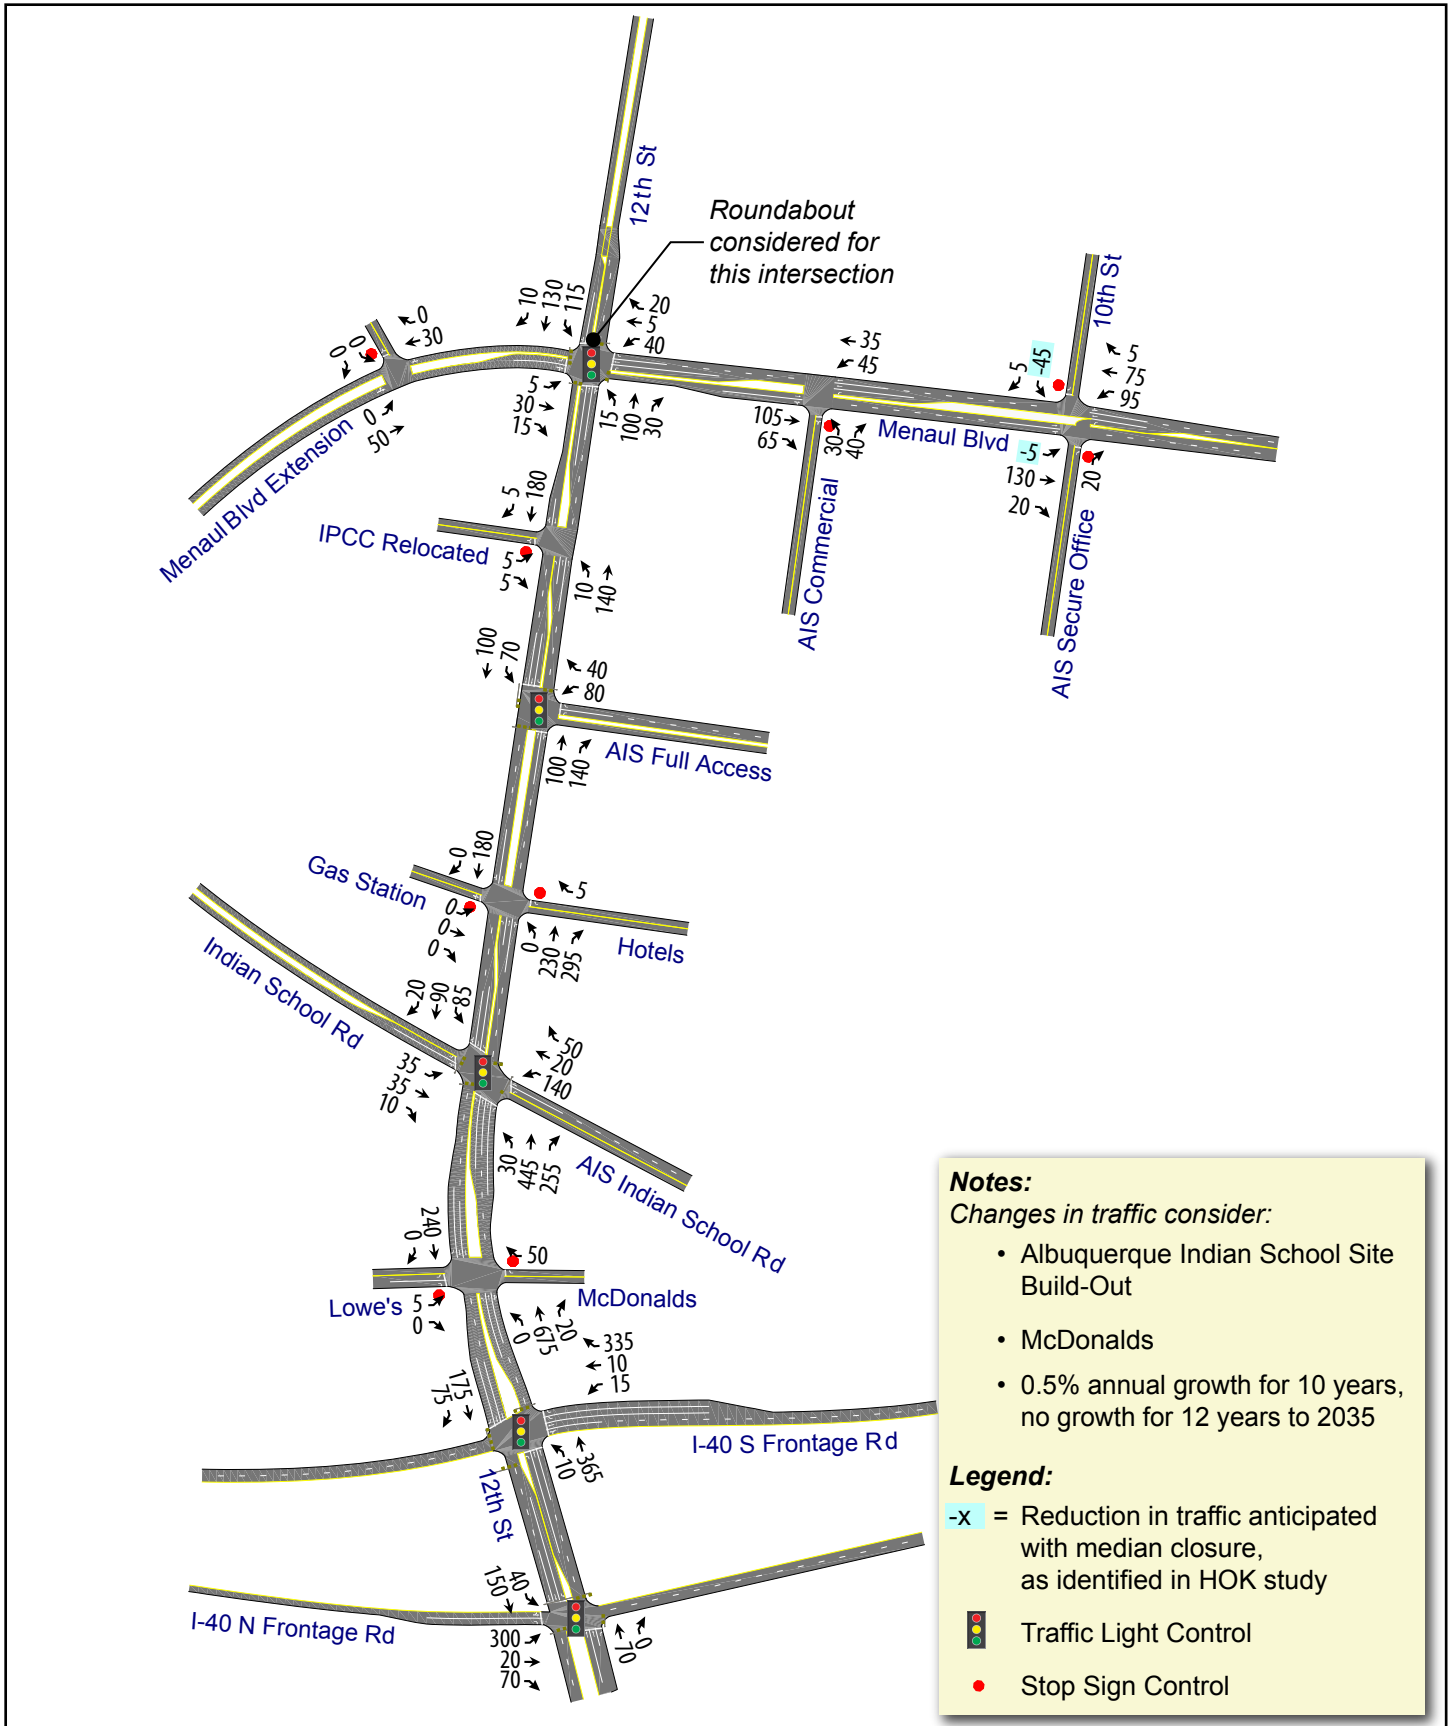 12th St
Roundabout
considered for
this intersection
10th St
10
130
115
20
5
40
0
30
0
0
0
50
5
30
15
15
100
30
35
45
105
65
30
40
5
-45
5
75
95
-5
130
20
20
Menaul Blvd
Menaul Blvd Extension
AIS Commercial
AIS Secure Office
5
180
IPCC Relocated
5
5
10
140
100
70
40
80
AIS Full Access
100
140
0
180
Gas Station
5
0
0
0
0
230
295
Hotels
Indian School Rd
20
90
85
50
20
140
35
35
10
30
445
255
AIS Indian School Rd
240
0
50
Lowe's
5
0
McDonalds
0
675
20
335
10
15
175
75
I-40 S Frontage Rd
10
365
12th St
40
150
I-40 N Frontage Rd
300
20
70
70
0
Notes:
Changes in traffic consider:
• Albuquerque Indian School Site
Build-Out
• McDonalds
• 0.5% annual growth for 10 years,
no growth for 12 years to 2035
Legend:
-x = Reduction in traffic anticipated
with median closure,
as identified in HOK study
Traffic Light Control
Stop Sign Control